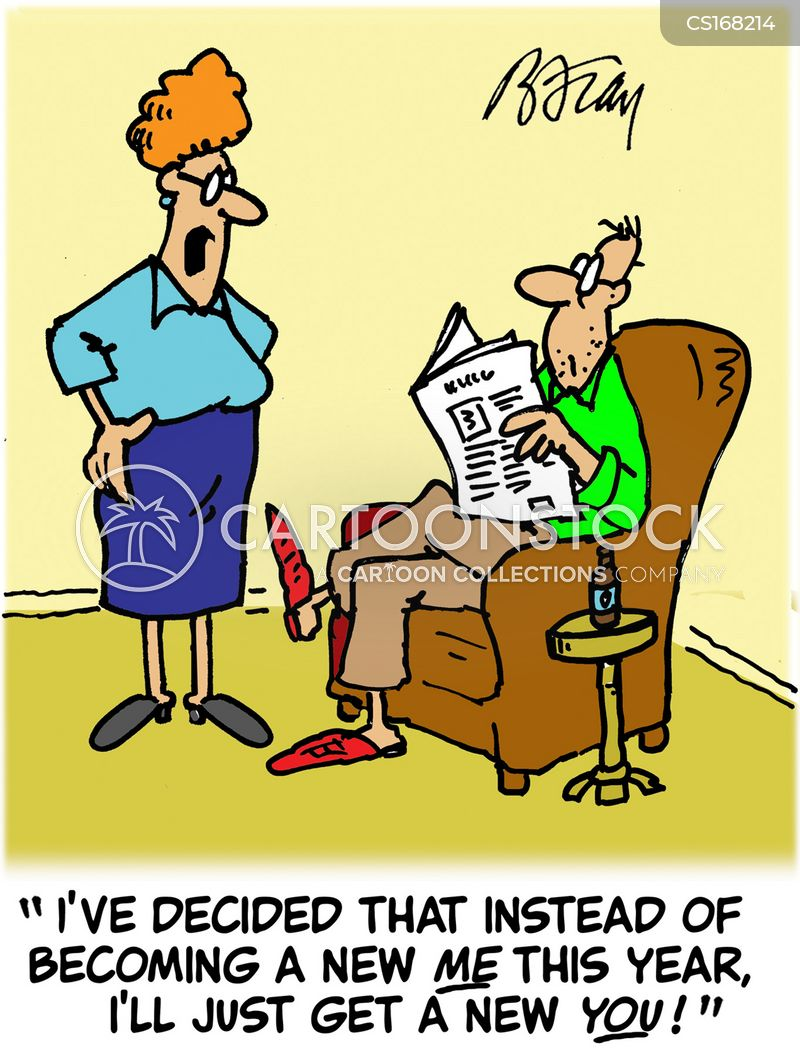 CS168214
CARTOONSTOCK
CARTOON COLLECTIONS COMPANY
“I'VE DECIDED THAT INSTEAD OF
BECOMING A NEW ME THIS YEAR,
I'LL JUST GET A NEW YOU!”